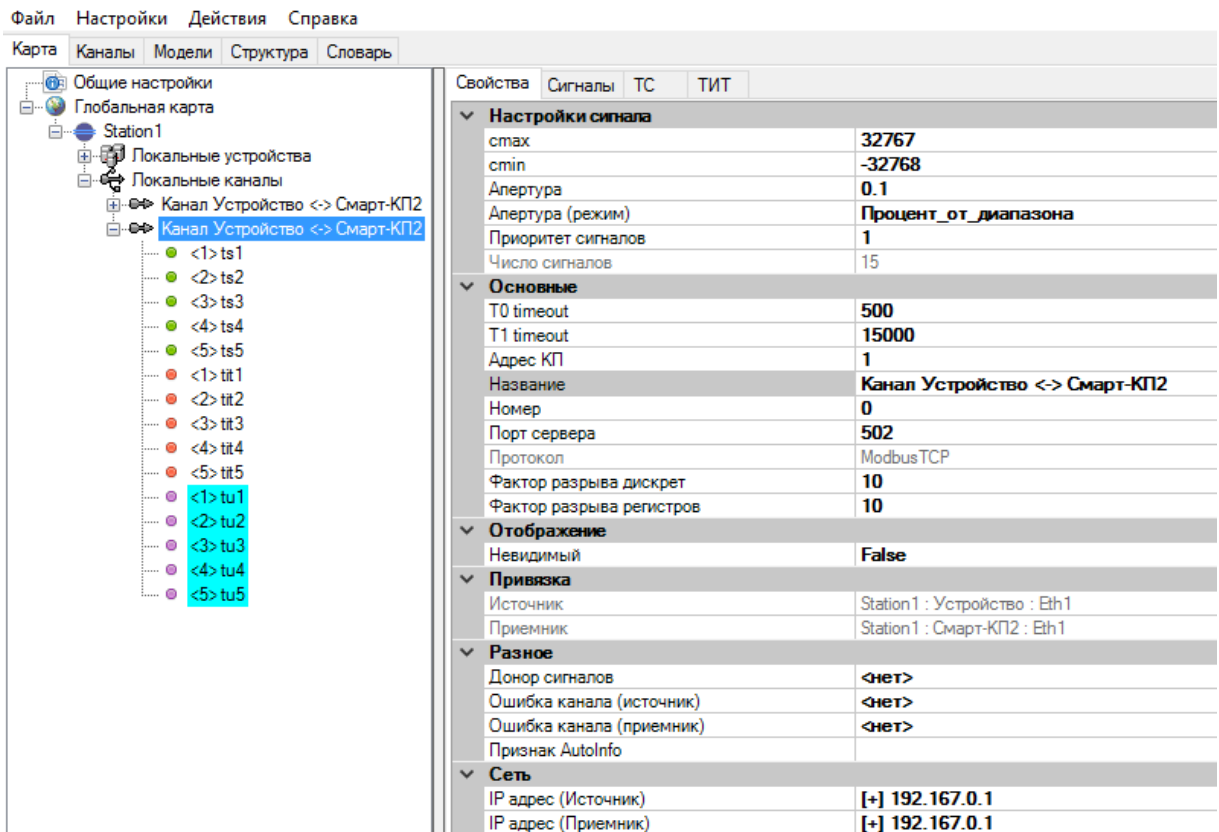 Файл Настройки Действия Справка
Карта Каналы Модели Структура Словарь
Общие настройки
Глобальная карта
Station1
Локальные устройства
Локальные каналы
Канал Устройство <-> Смарт-КП2
Канал Устройство <-> Смарт-КП2
<1> ts1
<2> ts2
<3> ts3
<4> ts4
<5> ts5
<1> tit1
<2> tit2
<3> tit3
<4> tit4
<5> tit5
<1> tu1
<2> tu2
<3> tu3
<4> tu4
<5> tu5
Свойства Сигналы ТС ТИТ
Настройки сигнала
cmax 32767
cmin -32768
Апертура 0.1
Апертура (режим) Процент_от_диапазона
Приоритет сигналов 1
Число сигналов 15
Основные
T0 timeout 500
T1 timeout 15000
Адрес КП 1
Название Канал Устройство <-> Смарт-КП2
Номер 0
Порт сервера 502
Протокол ModbusTCP
Фактор разрыва дискрет 10
Фактор разрыва регистров 10
Отображение
Невидимый False
Привязка
Источник Station1 : Устройство : Eth1
Приемник Station1 : Смарт-КП2 : Eth1
Разное
Донор сигналов <нет>
Ошибка канала (источник) <нет>
Ошибка канала (приемник) <нет>
Признак AutoInfo
Сеть
IP адрес (Источник) [+] 192.167.0.1
IP адрес (Приемник) [+] 192.167.0.1